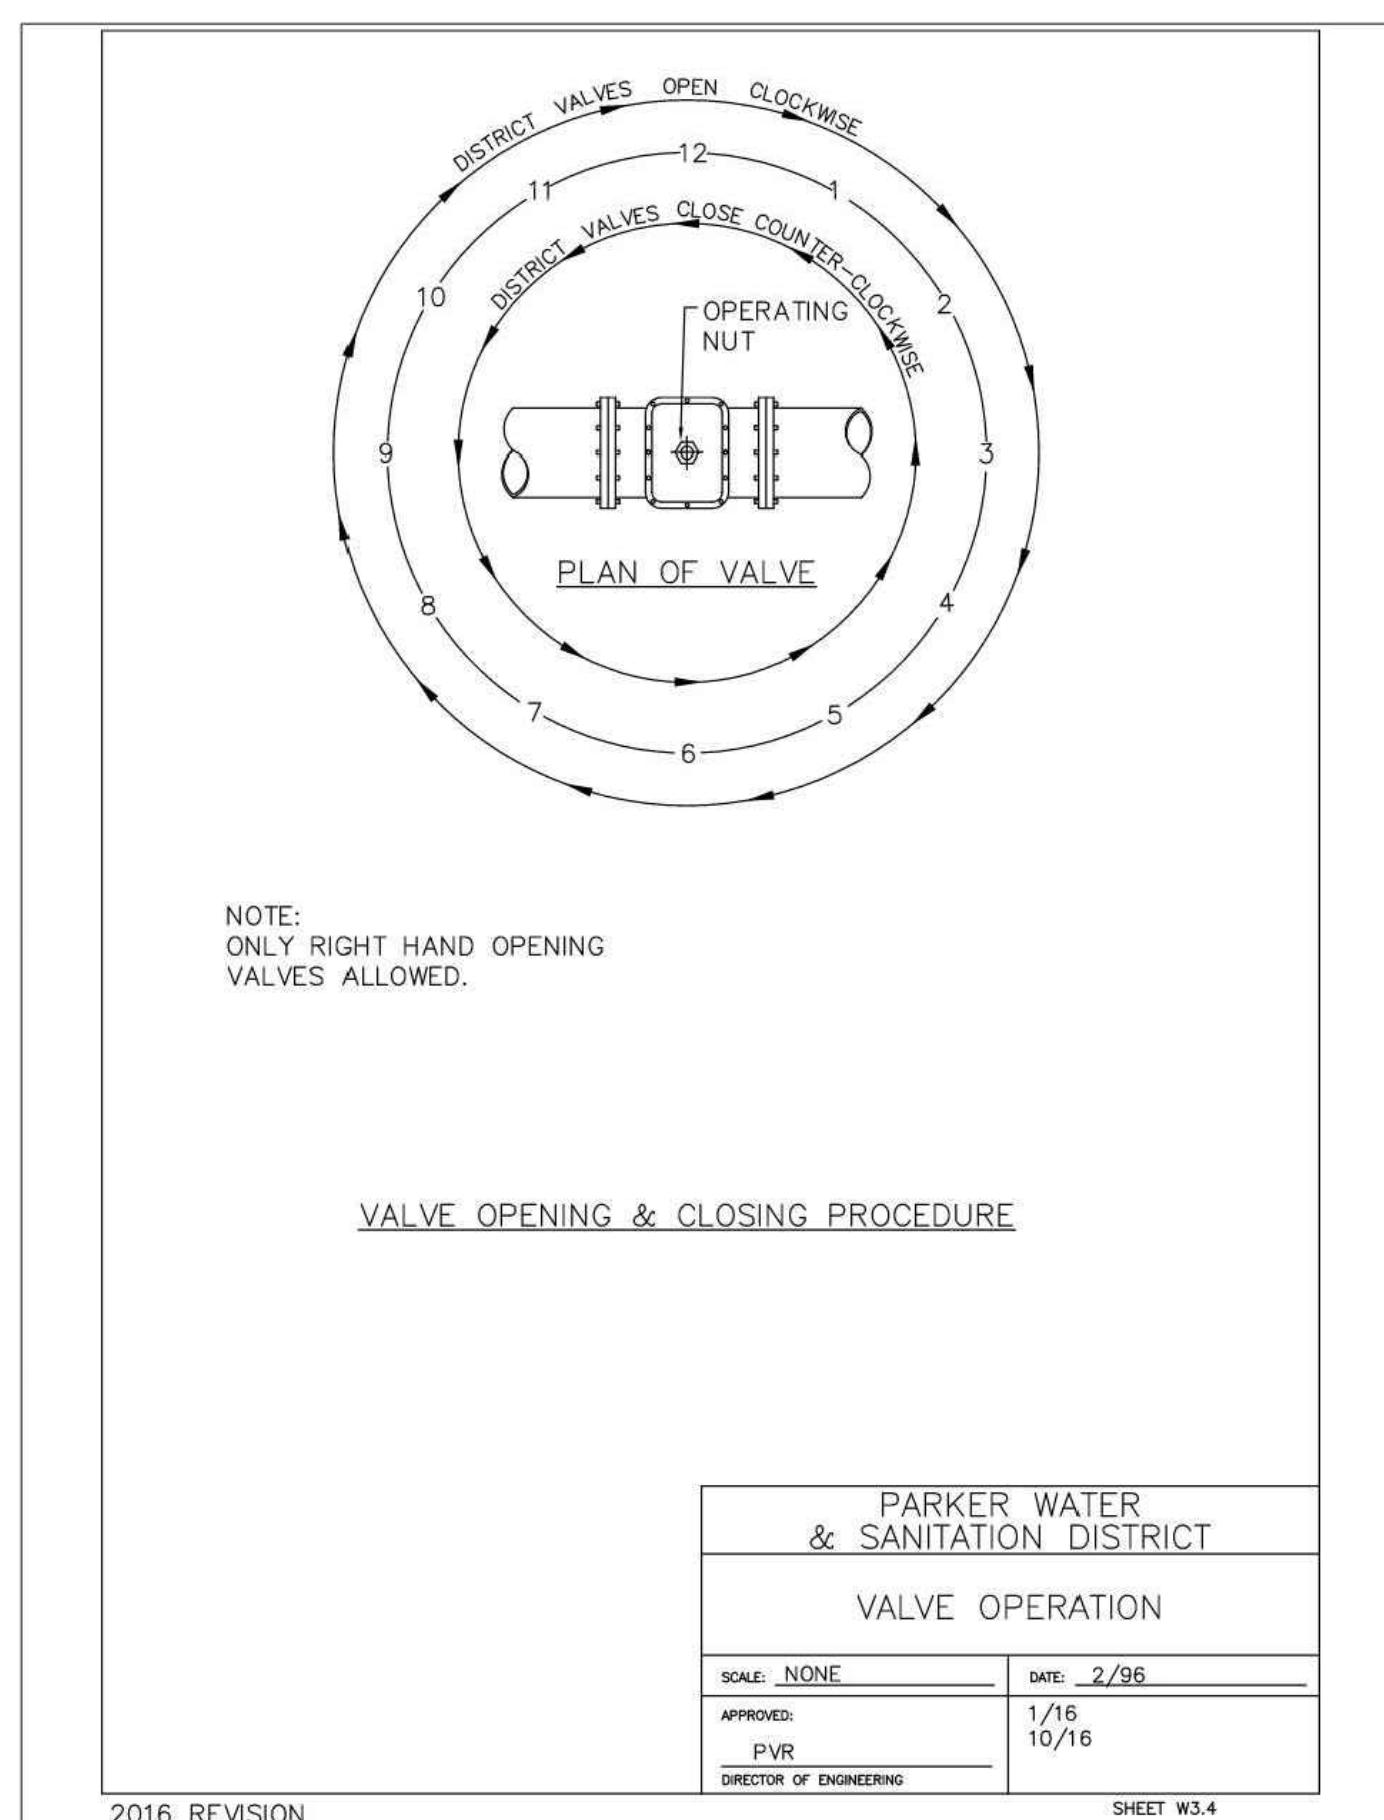 DISTRICT VALVES OPEN CLOCKWISE
12
11
1
DISTRICT VALVES CLOSE COUNTER-CLOCKWISE
10
2
OPERATING
NUT
9
3
PLAN OF VALVE
8
4
7
5
6
NOTE:
ONLY RIGHT HAND OPENING
VALVES ALLOWED.
VALVE OPENING & CLOSING PROCEDURE
PARKER WATER
& SANITATION DISTRICT
VALVE OPERATION
SCALE: NONE
DATE: 2/96
APPROVED:
PVR
DIRECTOR OF ENGINEERING
1/16
10/16
2016 REVISION
SHEET W3.4